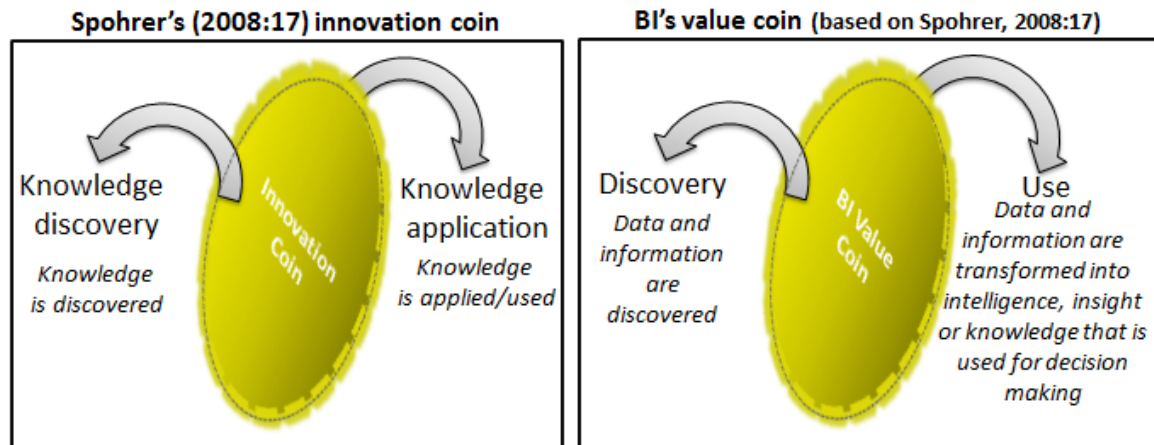 Spohrer's (2008:17) innovation coin
Knowledge
discovery
Knowledge
is discovered
Innovation
Coin
Knowledge
application
Knowledge
is applied/used
BI's value coin (based on Spohrer, 2008:17)
Discovery
Data and
information
are
discovered
BI Value
Coin
Use
Data and
information are
transformed into
intelligence, insight
or knowledge that is
used for decision
making